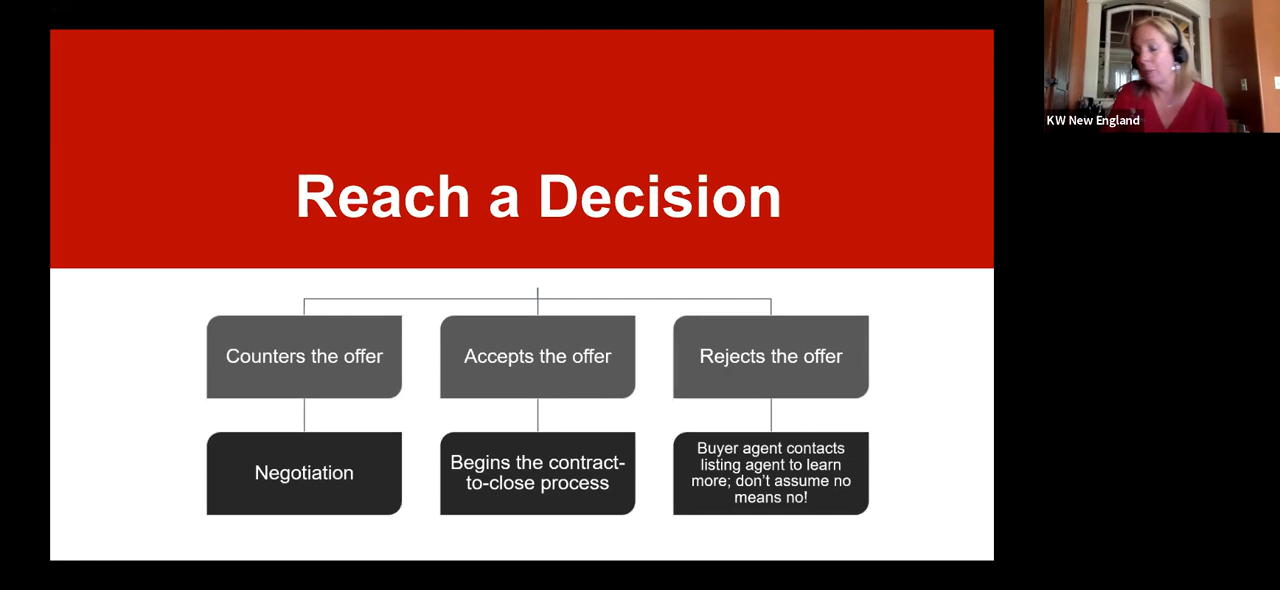 KW New England
Reach a Decision
Counters the offer
Accepts the offer
Rejects the offer
Negotiation
Begins the contract-
to-close process
Buyer agent contacts
listing agent to learn
more; don’t assume no
means no!